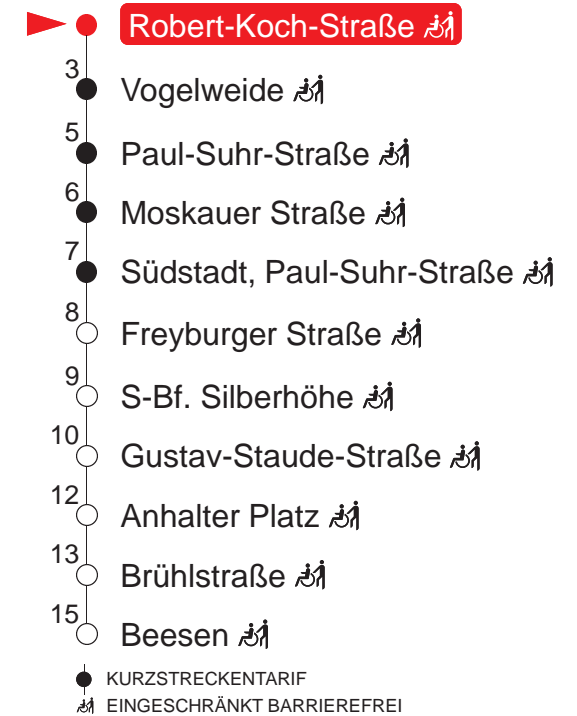 Robert-Koch-Straße
3
Vogelweide
5
Paul-Suhr-Straße
6
Moskauer Straße
7
Südstadt, Paul-Suhr-Straße
8
Freyburger Straße
9
S-Bf. Silberhöhe
10
Gustav-Staude-Straße
12
Anhalter Platz
13
Brühlstraße
15
Beesen
KURZSTRECKENTARIF
EINGESCHRÄNKT BARRIEREFREI